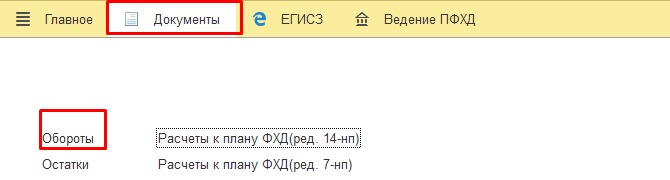 Главное Документы ЕГИСЗ Ведение ПФХД
Обороты Расчеты к плану ФХД(ред. 14-нп)
Остатки Расчеты к плану ФХД(ред. 7-нп)